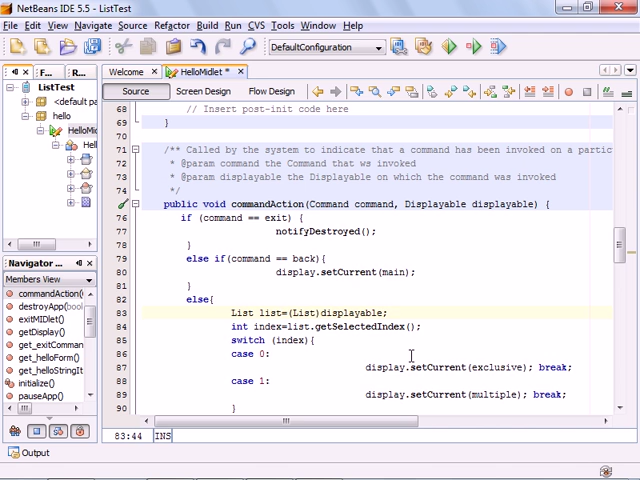 NetBeans IDE 5.5 - ListTest
File Edit View Navigate Source Refactor Build Run CVS Tools Window Help
DefaultConfiguration
F... R...
Welcome HelloMidlet *
Source Screen Design Flow Design
ListTest
<default pa
hello
HelloMid
Hell
68 // Insert post-init code here
69 }
70
71 /** Called by the system to indicate that a command has been invoked on a partic
72 * @param command the Command that ws invoked
73 * @param displayable the Displayable on which the command was invoked
74 */
public void commandAction(Command command, Displayable displayable) {
76 if (command == exit) {
77 notifyDestroyed();
78 }
79 else if(command == back){
80 display.setCurrent(main);
81 }
82 else{
83 List list=(List)displayable;
84 int index=list.getSelectedIndex();
85 switch (index){
86 case 0:
87 display.setCurrent(exclusive); break;
88 case 1:
89 display.setCurrent(multiple); break;
90 }
Navigator ...
Members View
commandAction(
destroyApp(bool
exitMIDlet()
getDisplay()
get_exitComman
get_helloForm()
get_helloStringIt
initialize()
pauseApp()
83:44 INS
Output